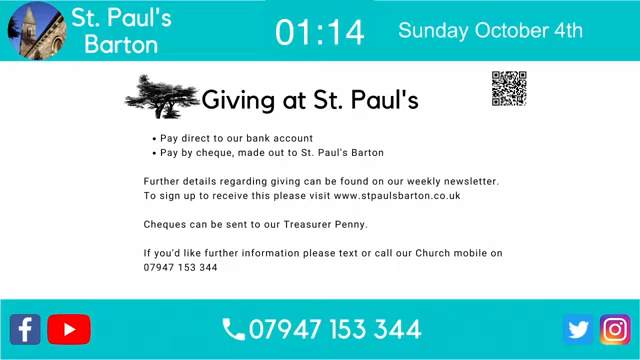 St. Paul's
Barton
01:14
Sunday October 4th
Giving at St. Paul's
• Pay direct to our bank account
• Pay by cheque, made out to St. Paul's Barton
Further details regarding giving can be found on our weekly newsletter.
To sign up to receive this please visit www.stpaulsbarton.co.uk
Cheques can be sent to our Treasurer Penny.
If you'd like further information please text or call our Church mobile on
07947 153 344
07947 153 344